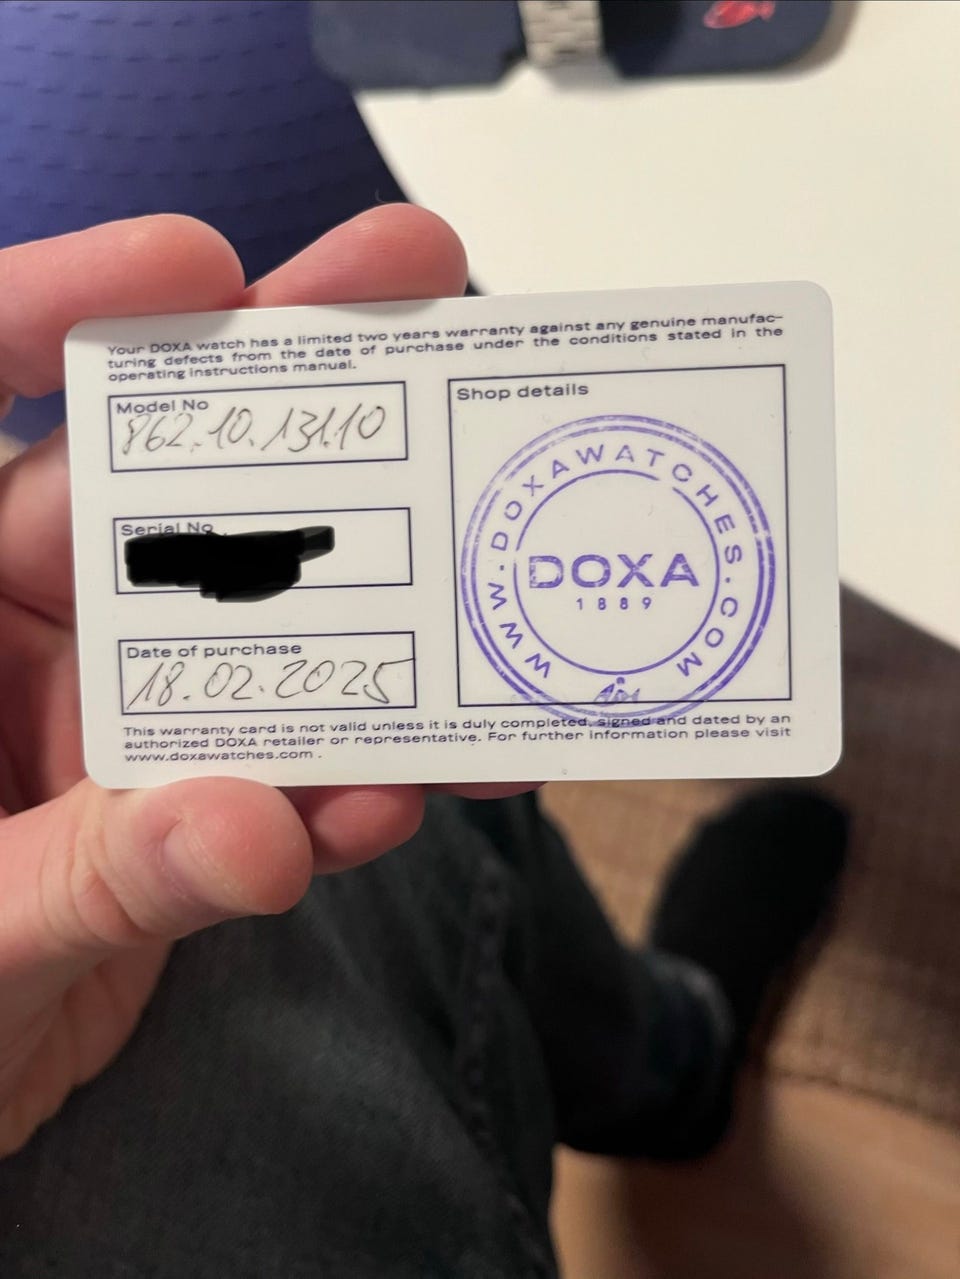 Your DOXA watch has a limited two years warranty against any genuine manufac-
turing defects from the date of purchase under the conditions stated in the
operating instructions manual.
Model No
862.10.131.10
Serial No.
Date of purchase
18.02.2025
Shop details
WWW.DOXAWATCHES.COM
DOXA
1889
This warranty card is not valid unless it is duly completed, signed and dated by an
authorized DOXA retailer or representative. For further information please visit
www.doxawatches.com .